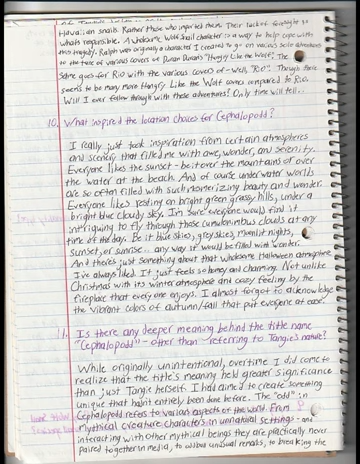 Hawaiian snails. Rather those who imported them. Their lack of foresight is
what's responsible. A wholesome Wolf Snail character is a way to help cope with
this tragedy. Ralph was originally a character I created to go on various adventures
to the tune of various covers of Duran Duran's "Hungry Like the Wolf". The
same goes for Rio with the various covers of - well, "Rio". Though there
seems to be many more Hungry Like the Wolf covers compared to Rio.
Will I ever follow through with these adventures? Only time will tell...
10. What inspired the location choices for Cephalopodd?
I really just took inspiration from certain atmospheres
and scenery that filled me with awe, wonder, and serenity.
Everyone likes the sunset - be it over the mountains or over
the water at the beach. And of course underwater worlds
are so often filled with such mesmerizing beauty and wonder.
Everyone likes resting on bright green grassy hills, under a
bright blue cloudy sky. I'm sure everyone would find it
intriguing to fly through those cumulonimbus clouds at any
time of the day. Be it blue skies, grey skies, moonlit nights,
sunset, or sunrise... any way it would be filled with wonder.
And there's just something about that wholesome Halloween atmosphere
I've always liked. It just feels so homey and charming. Not unlike
Christmas with its winter atmosphere and cozy feeling by the
fireplace that everyone enjoys. I almost forgot to acknowledge
the vibrant colors of autumn/fall that put everyone at ease.
11. Is there any deeper meaning behind the title name
"Cephalopodd" - other than referring to Tangie's nature?
While originally unintentional, overtime I did come to
realize that the title's meaning held greater significance
than just Tangie herself. I had aimed to create something
unique that hadn't entirely been done before. The "odd" in
Cephalopodd refers to various aspects of the world. From
mythical creature characters in unnatural settings - and
interacting with other mythical beings they are practically never
paired together in media, to unusual remarks, to breaking the